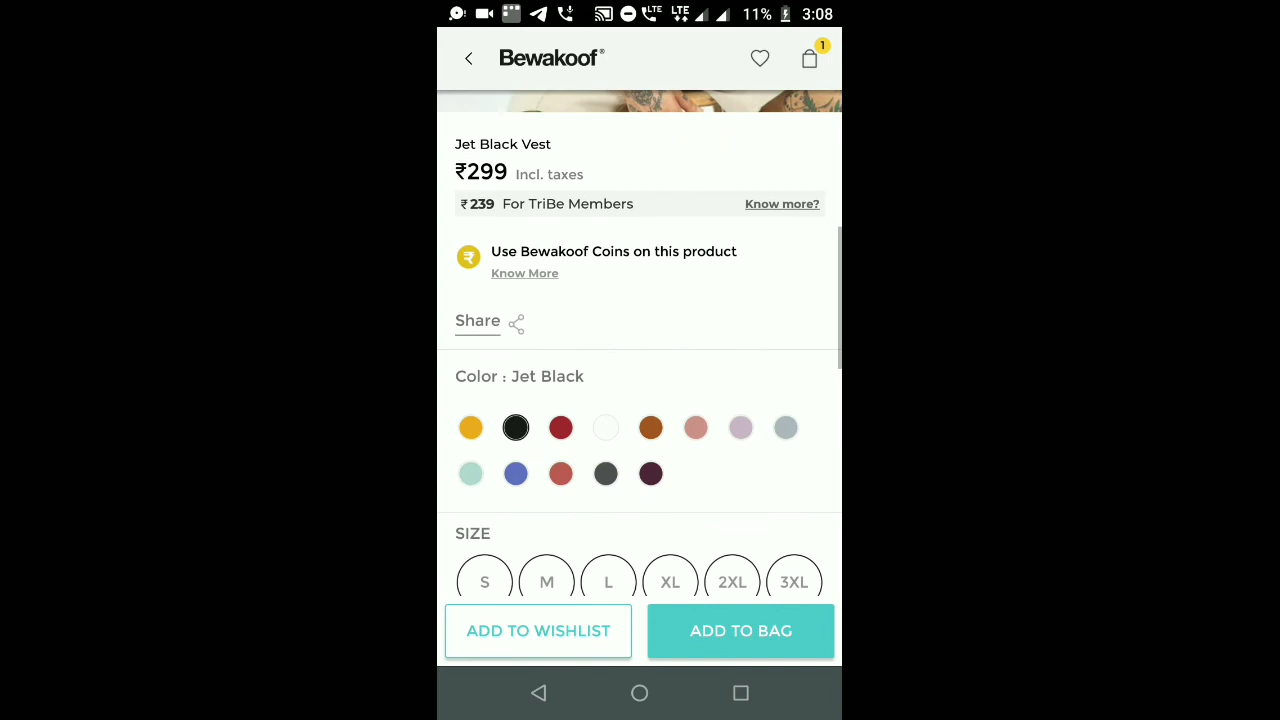 LTE LTE 11% 3:08
Bewakoof®
1
Jet Black Vest
₹299 Incl. taxes
₹239 For TriBe Members Know more?
Use Bewakoof Coins on this product
Know More
Share
Color : Jet Black
SIZE
S M L XL 2XL 3XL
ADD TO WISHLIST ADD TO BAG